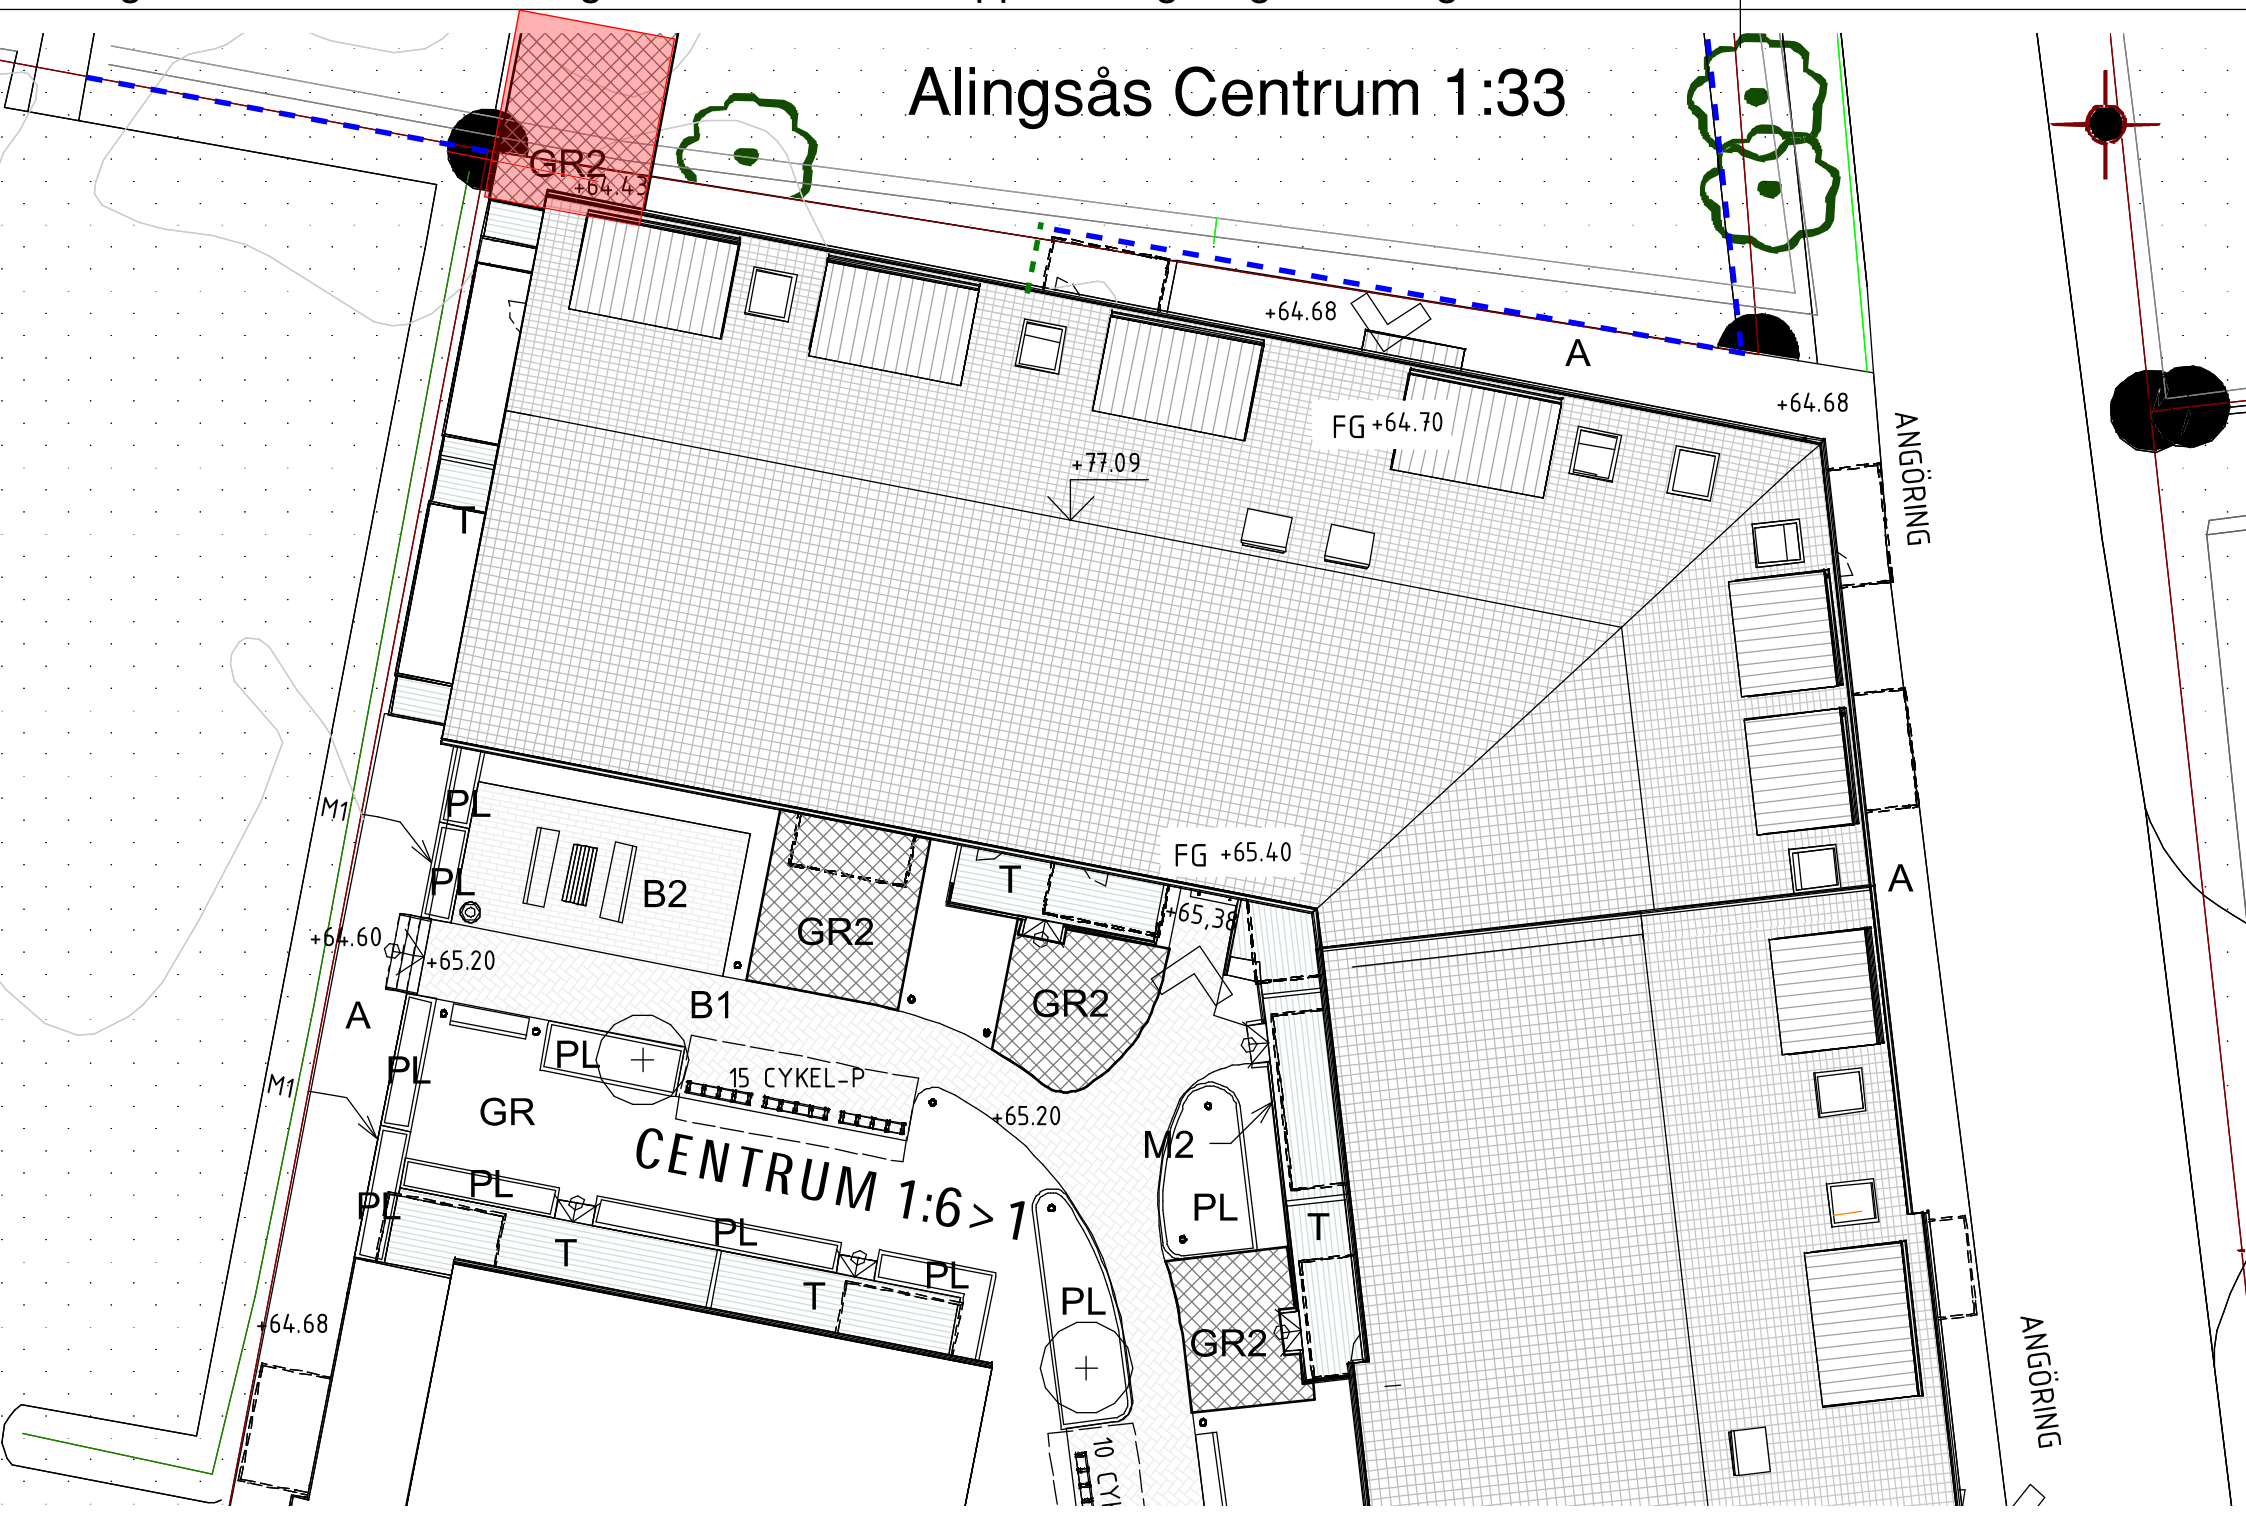 Alingsås Centrum 1:33
GR2
+64.43
+64.68
A
+64.68
FG +64.70
ANGÖRING
+77.09
T
M1
PL
PL
B2
GR2
FG +65.40
T
+65,38
A
+64.60
+65.20
B1
GR2
A
PL
PL
15 CYKEL-P
M1
GR
+65.20
CENTRUM 1:6>1
M2
PL
PL
PL
PL
T
T
PL
T
PL
GR2
+64.68
ANGÖRING